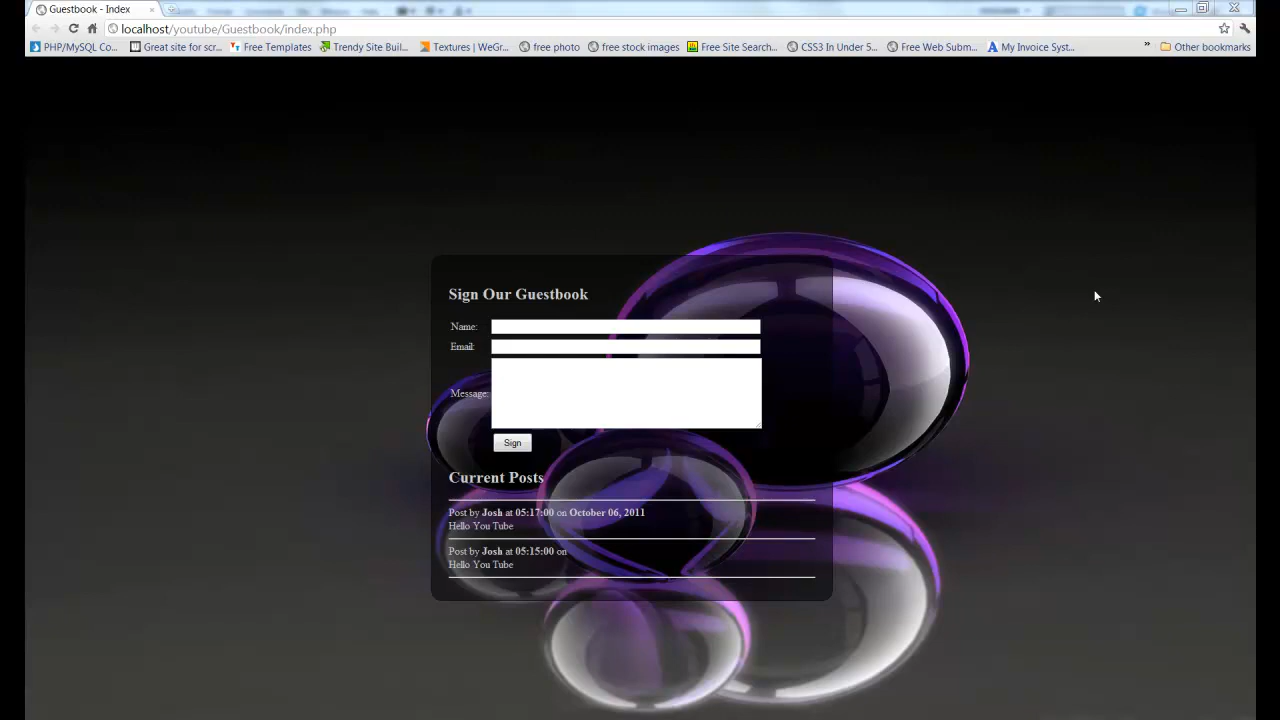 Guestbook - Index
localhost/youtube/Guestbook/index.php
PHP/MySQL Co... Great site for scr... Free Templates Trendy Site Buil... Textures | WeGr... free photo free stock images Free Site Search... CSS3 In Under 5... Free Web Subm... My Invoice Syst... » Other bookmarks
Sign Our Guestbook
Name:
Email:
Message:
Sign
Current Posts
Post by Josh at 05:17:00 on October 06, 2011
Hello You Tube
Post by Josh at 05:15:00 on
Hello You Tube